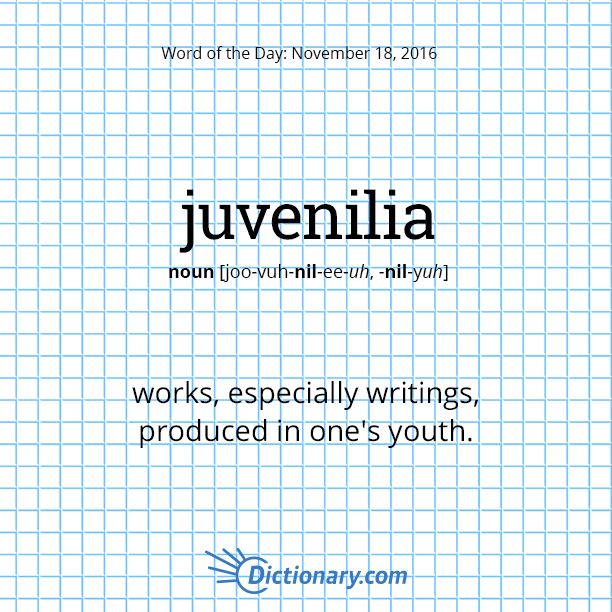 Word of the Day: November 18, 2016
juvenilia
noun [joo-vuh-nil-ee-uh, -nil-yuh]
works, especially writings,
produced in one's youth.
Dictionary.com